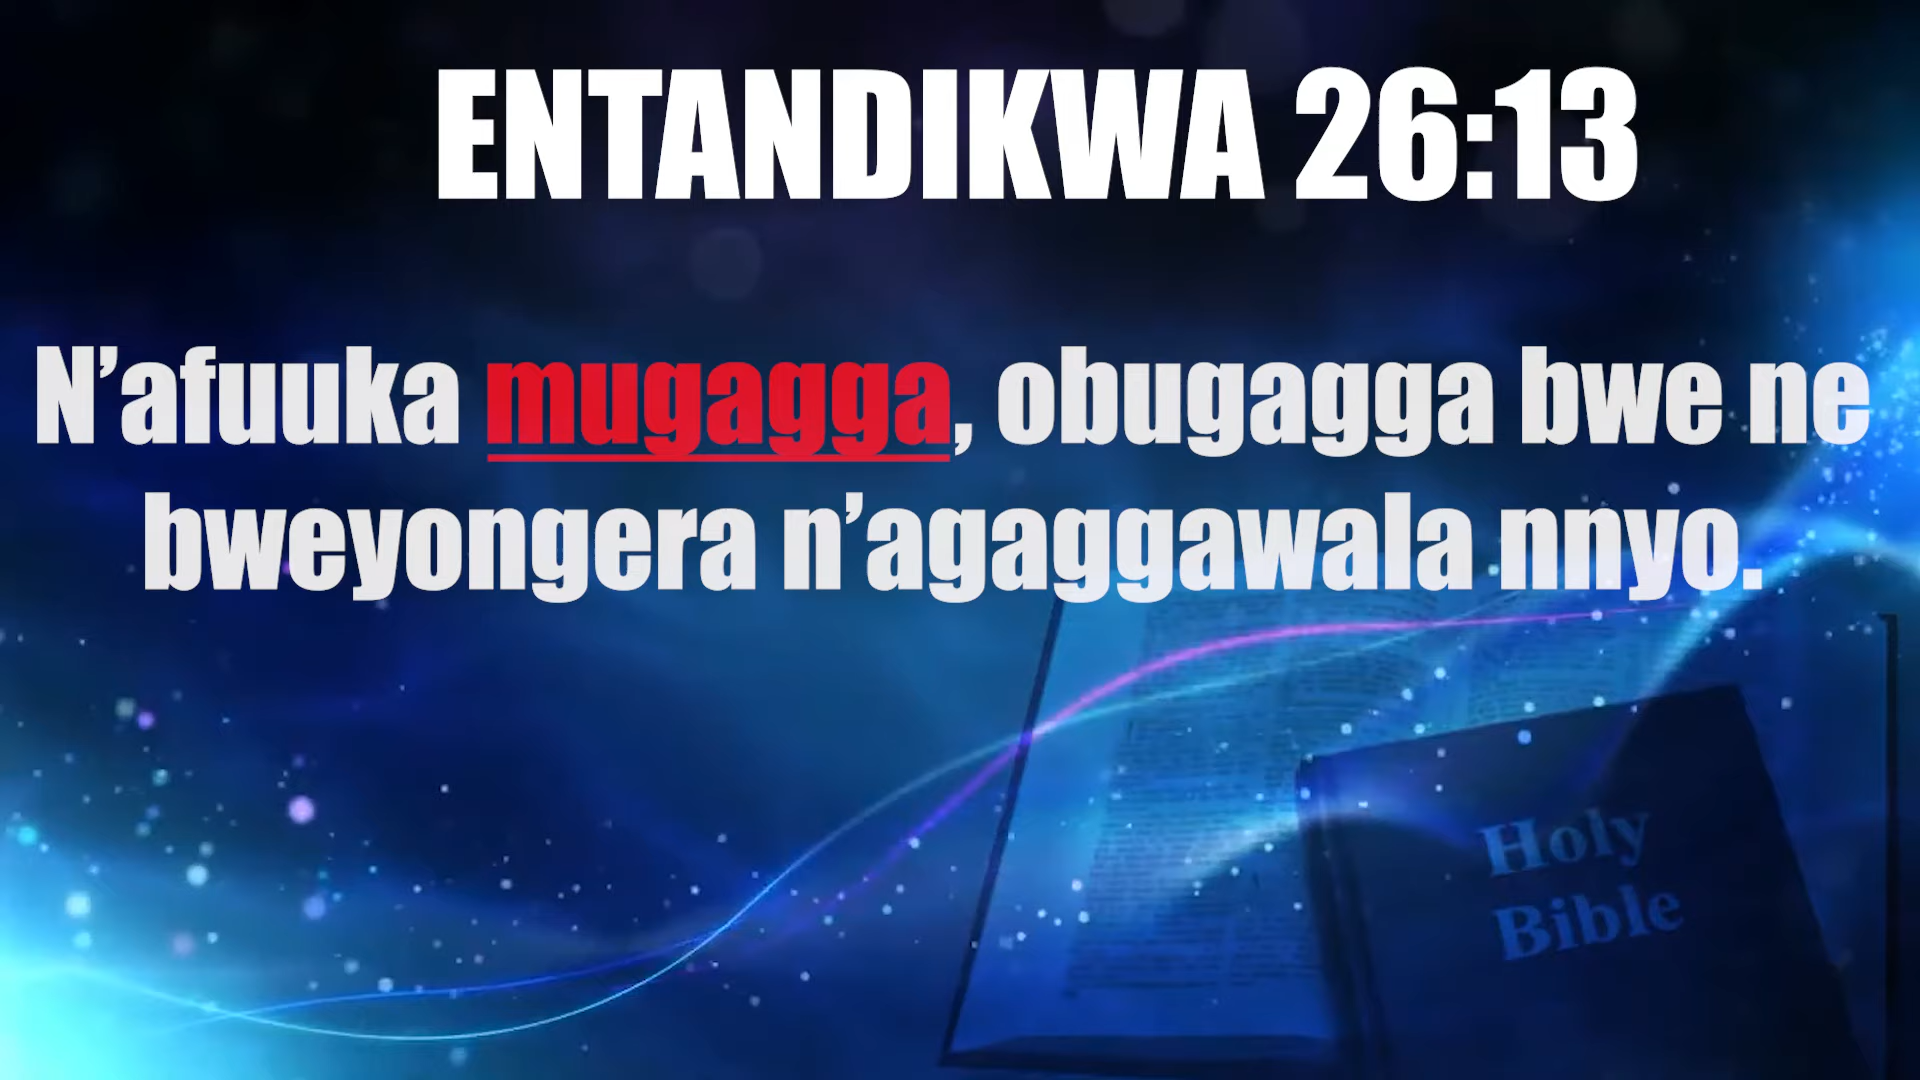 ENTANDIKWA 26:13
N’afuuka mugagga, obugagga bwe ne
bweyongera n’agaggawala nnyo.
Holy
Bible